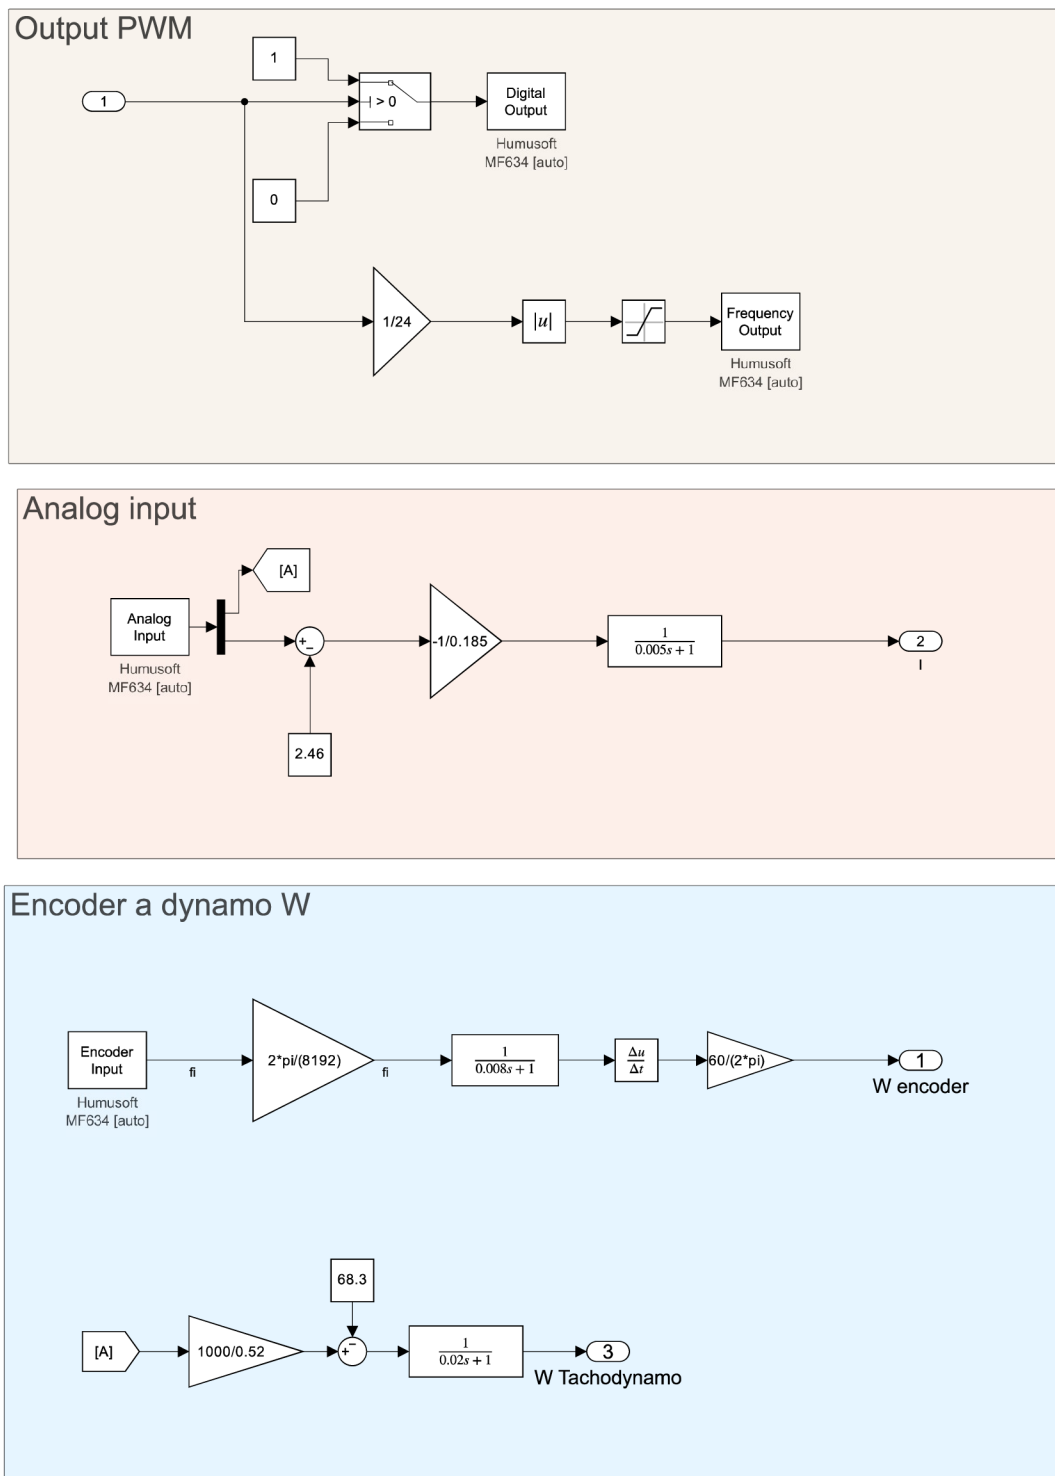 Output PWM
1
1
| > 0
Digital
Output
Humusoft
MF634 [auto]
0
1/24
|u|
Frequency
Output
Humusoft
MF634 [auto]
Analog input
[A]
Analog
Input
Humusoft
MF634 [auto]
+
−
-1/0.185
1
0.005s + 1
2
I
2.46
Encoder a dynamo W
Encoder
Input
Humusoft
MF634 [auto]
fi
2*pi/(8192)
fi
1
0.008s + 1
Δu
Δt
60/(2*pi)
1
W encoder
68.3
[A]
1000/0.52
−
+
1
0.02s + 1
3
W Tachodynamo